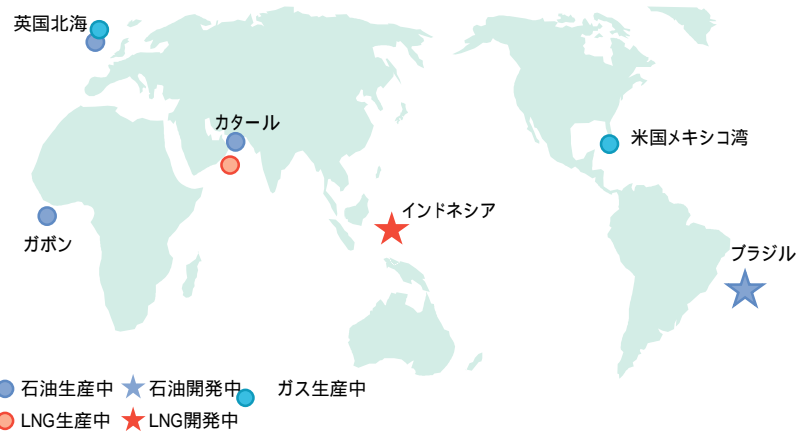 英国北海
カタール
米国メキシコ湾
インドネシア
ガボン
ブラジル
石油生産中 石油開発中 ガス生産中
LNG生産中 LNG開発中